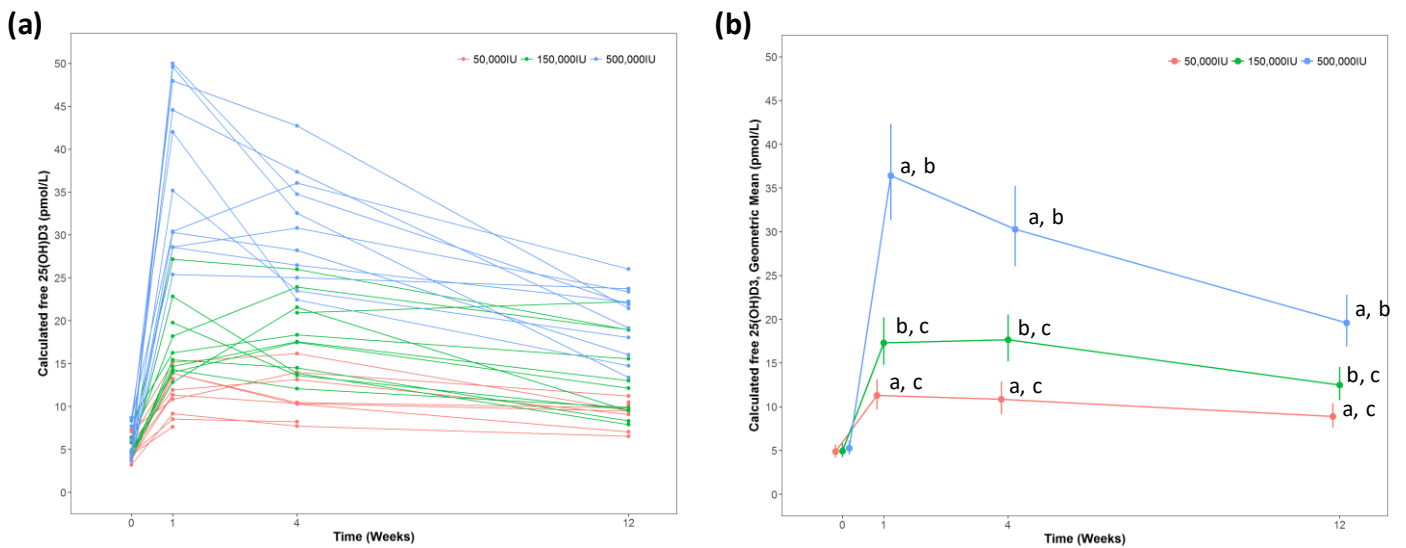 (a)
50,000IU 150,000IU 500,000IU
Calculated free 25(OH)D3 (pmol/L)
50
45
40
35
30
25
20
15
10
5
0
0 1 4 12
Time (Weeks)
(b)
50,000IU 150,000IU 500,000IU
Calculated free 25(OH)D3, Geometric Mean (pmol/L)
50
45
40
35
30
25
20
15
10
5
0
a, b
a, b
a, b
b, c
b, c
b, c
a, c
a, c
a, c
0 1 4 12
Time (Weeks)